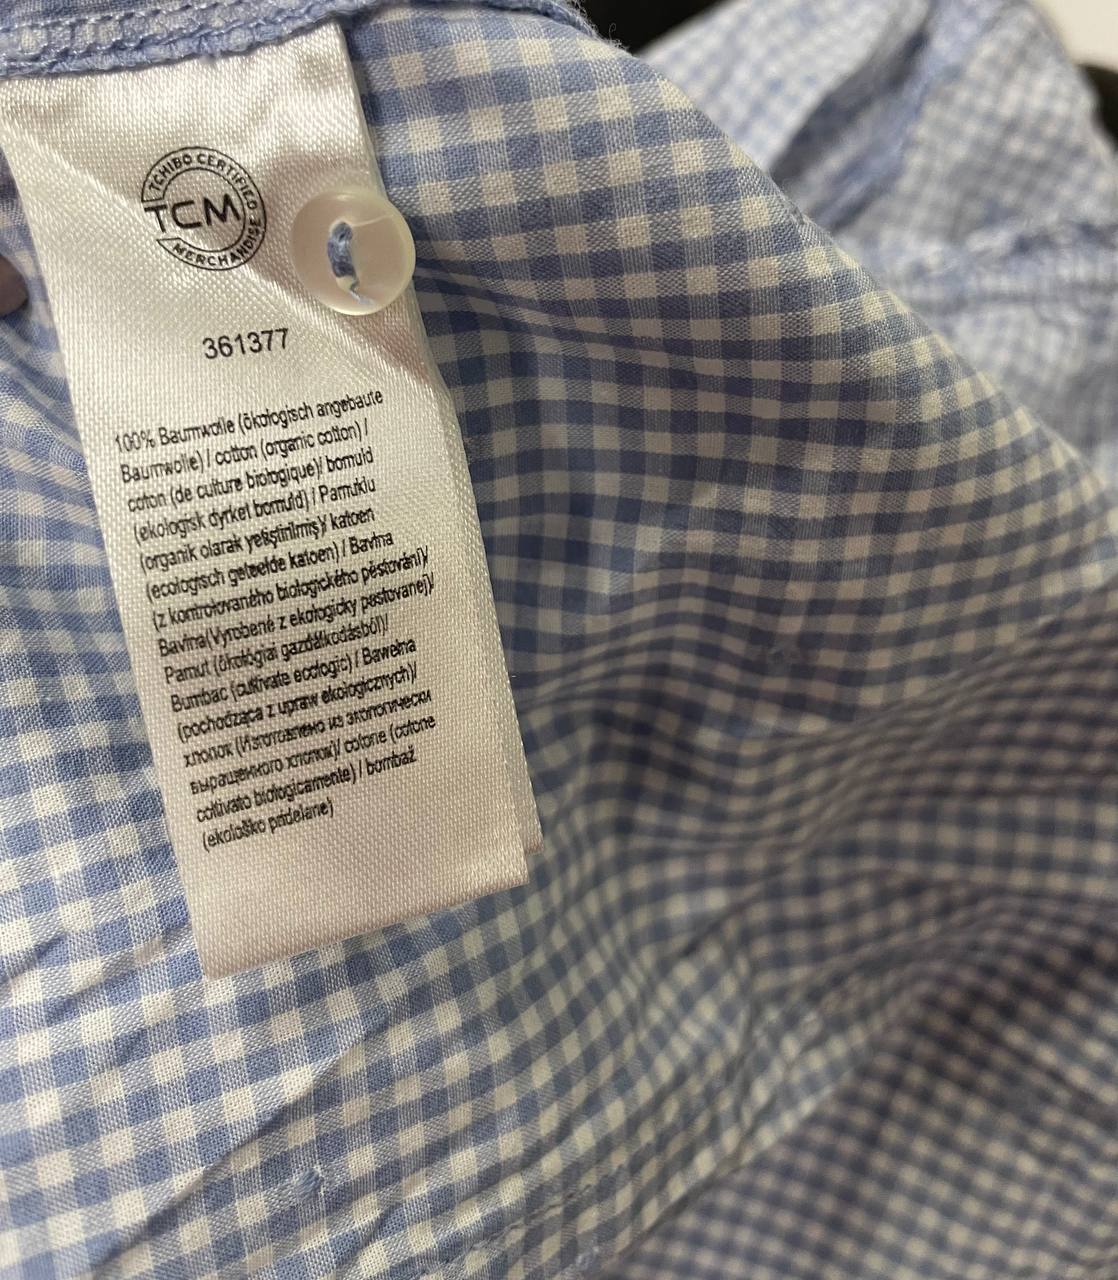 TCHIBO CERTIFIED
TCM
MERCHANDISE
361377
100% Baumwolle (ökologisch angebaute
Baumwolle) / cotton (organic cotton) /
coton (de culture biologique)/ bomuld
(økologisk dyrket bomuld) / Pamuklu
(organik olarak yetiştirilmiş)/ katoen
(ecologisch geteelde katoen) / Bavlna
(z kontrolovaného biologického pěstování)/
Bavlna(Vyrobené z ekologicky pestovanej)/
Pamut (ökológiai gazdálkodásból)/
Bumbac (cultivate ecologic) / Bawełna
(pochodząca z upraw ekologicznych)/
хлопок (Изготовлено из экологически
выращенного хлопок)/ cotone (cotone
coltivato biologicamente) / bombaž
(ekološko pridelane)